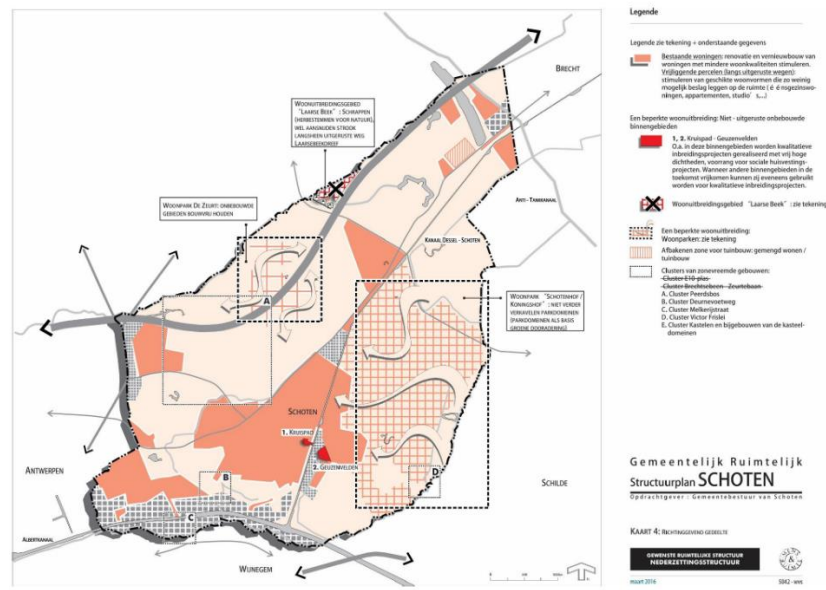 BRECHT
WOONUITBREIDINGSGEBIED
"LAARSE BEEK" : SCHRAPPEN
(HERBESTEMMEN VOOR NATUUR),
WEL AANSNIJDEN STROOK
LANGSHEEN UITGERUSTE WEG
LAARSEBEEKDREEF
ANTI - TANKKANAAL
WOONPARK DE ZEURT: ONBEBOUWDE
GEBIEDEN BOUWVRIJ HOUDEN
KANAAL DESSEL - SCHOTEN
A
WOONPARK "SCHOTENHOF /
KONINGSHOF" : NIET VERDER
VERKAVELEN PARKDOMEINEN
(PARKDOMEINEN ALS BASIS
GROENE DOORADERING)
SCHOTEN
1. KRUISPAD
2. GEUZENVELDEN
ANTWERPEN
B
D
SCHILDE
C
ALBERTKANAAL
WIJNEGEM
Legende
Legende zie tekening + onderstaande gegevens
Bestaande woningen: renovatie en vernieuwbouw van
woningen met mindere woonkwaliteiten stimuleren.
Vrijliggende percelen (langs uitgeruste wegen):
stimuleren van geschikte woonvormen die zo weinig
mogelijk beslag leggen op de ruimte ( é é nsgezinswo-
ningen, appartementen, studio' s,...)
Een beperkte woonuitbreiding: Niet - uitgeruste onbebouwde
binnengebieden
1, 2. Kruispad - Geuzenvelden
O.a. in deze binnengebieden worden kwalitatieve
inbreidingsprojecten gerealiseerd met vrij hoge
dichtheden, voorrang voor sociale huisvestings-
projecten. Wanneer andere binnengebieden in de
toekomst vrijkomen kunnen zij eveneens gebruikt
worden voor kwalitatieve inbreidingsprojecten.
Woonuitbreidingsgebied "Laarse Beek" : zie tekening
Een beperkte woonuitbreiding:
Woonparken: zie tekening
Afbakenen zone voor tuinbouw: gemengd wonen /
tuinbouw
Clusters van zonevreemde gebouwen:
Cluster E10-plas
Cluster Brechtsebaan - Zeurtebaan
A. Cluster Peerdsbos
B. Cluster Deurnevoetweg
C. Cluster Melkerijstraat
D. Cluster Victor Frislei
E. Cluster Kastelen en bijgebouwen van de kasteel-
domeinen
Gemeentelijk Ruimtelijk
Structuurplan SCHOTEN
Opdrachtgever : Gemeentebestuur van Schoten
KAART 4: RICHTINGGEVEND GEDEELTE
GEWENSTE RUIMTELIJKE STRUCTUUR
NEDERZETTINGSSTRUCTUUR
maart 2016